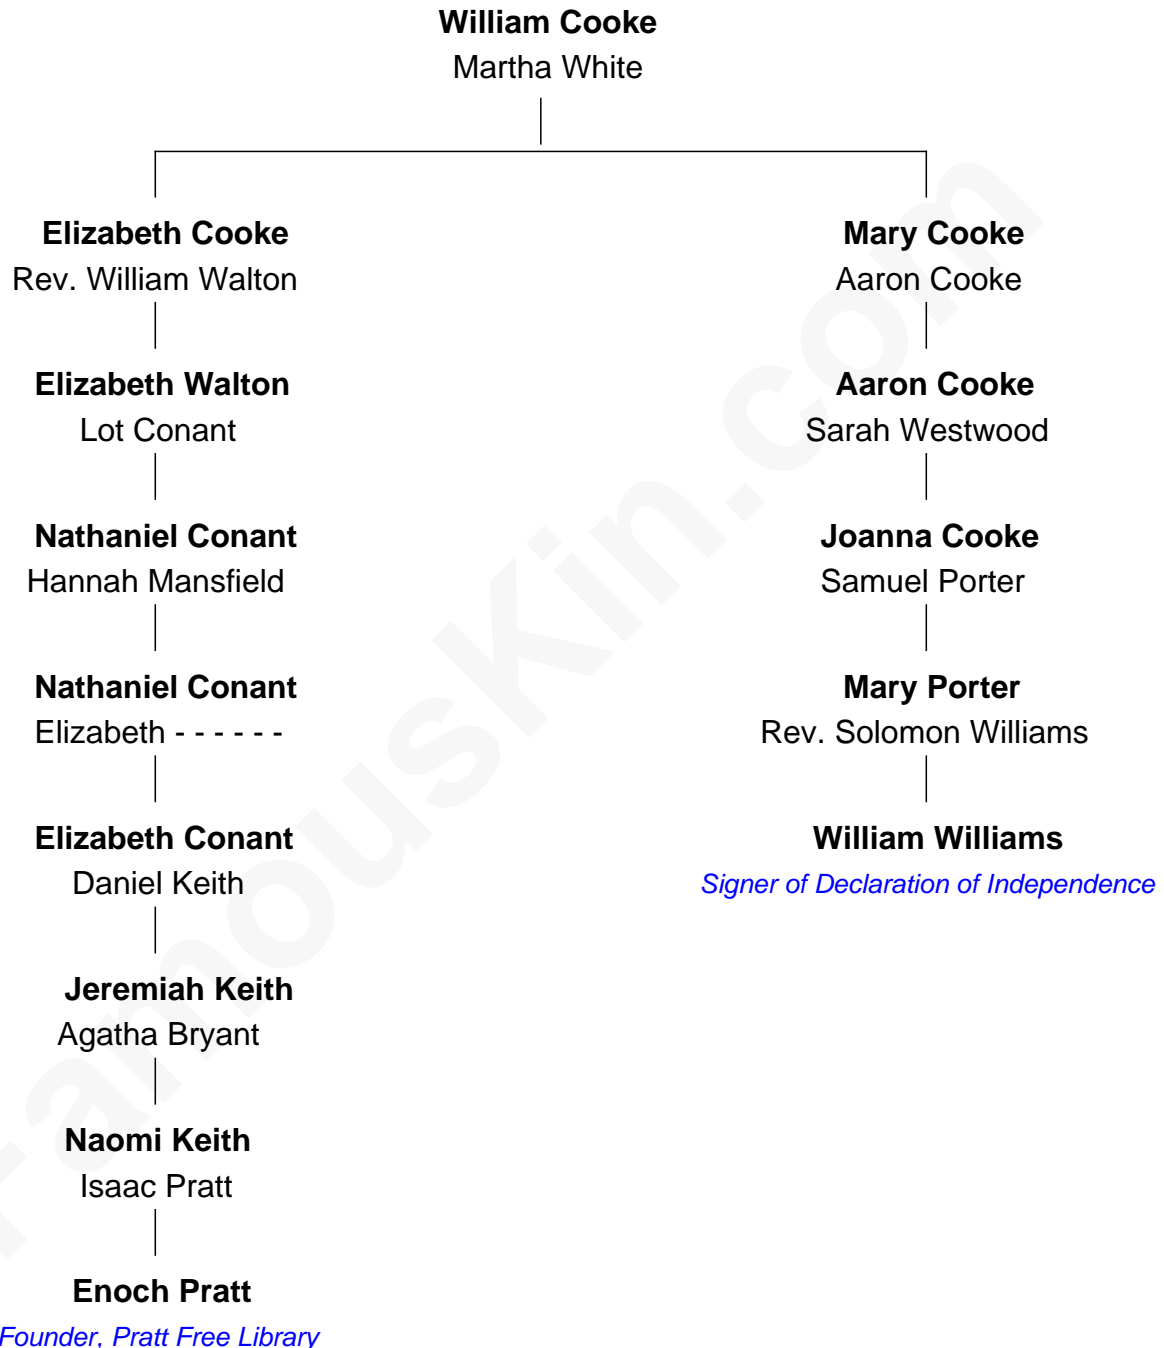 William Cooke
Martha White
Elizabeth Cooke
Rev. William Walton
Mary Cooke
Aaron Cooke
Elizabeth Walton
Lot Conant
Aaron Cooke
Sarah Westwood
Nathaniel Conant
Hannah Mansfield
Joanna Cooke
Samuel Porter
Nathaniel Conant
Elizabeth - - - - - -
Mary Porter
Rev. Solomon Williams
Elizabeth Conant
Daniel Keith
William Williams
Signer of Declaration of Independence
Jeremiah Keith
Agatha Bryant
Naomi Keith
Isaac Pratt
Enoch Pratt
Founder, Pratt Free Library
FamousKin.com